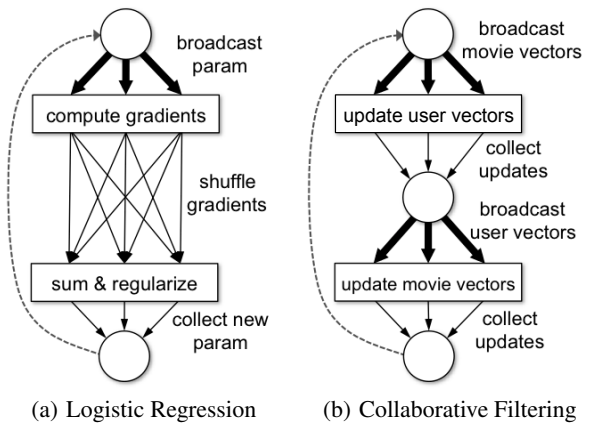 broadcast
param
compute gradients
shuffle
gradients
sum & regularize
collect new
param
(a) Logistic Regression
broadcast
movie vectors
update user vectors
collect
updates
broadcast
user vectors
update movie vectors
collect
updates
(b) Collaborative Filtering